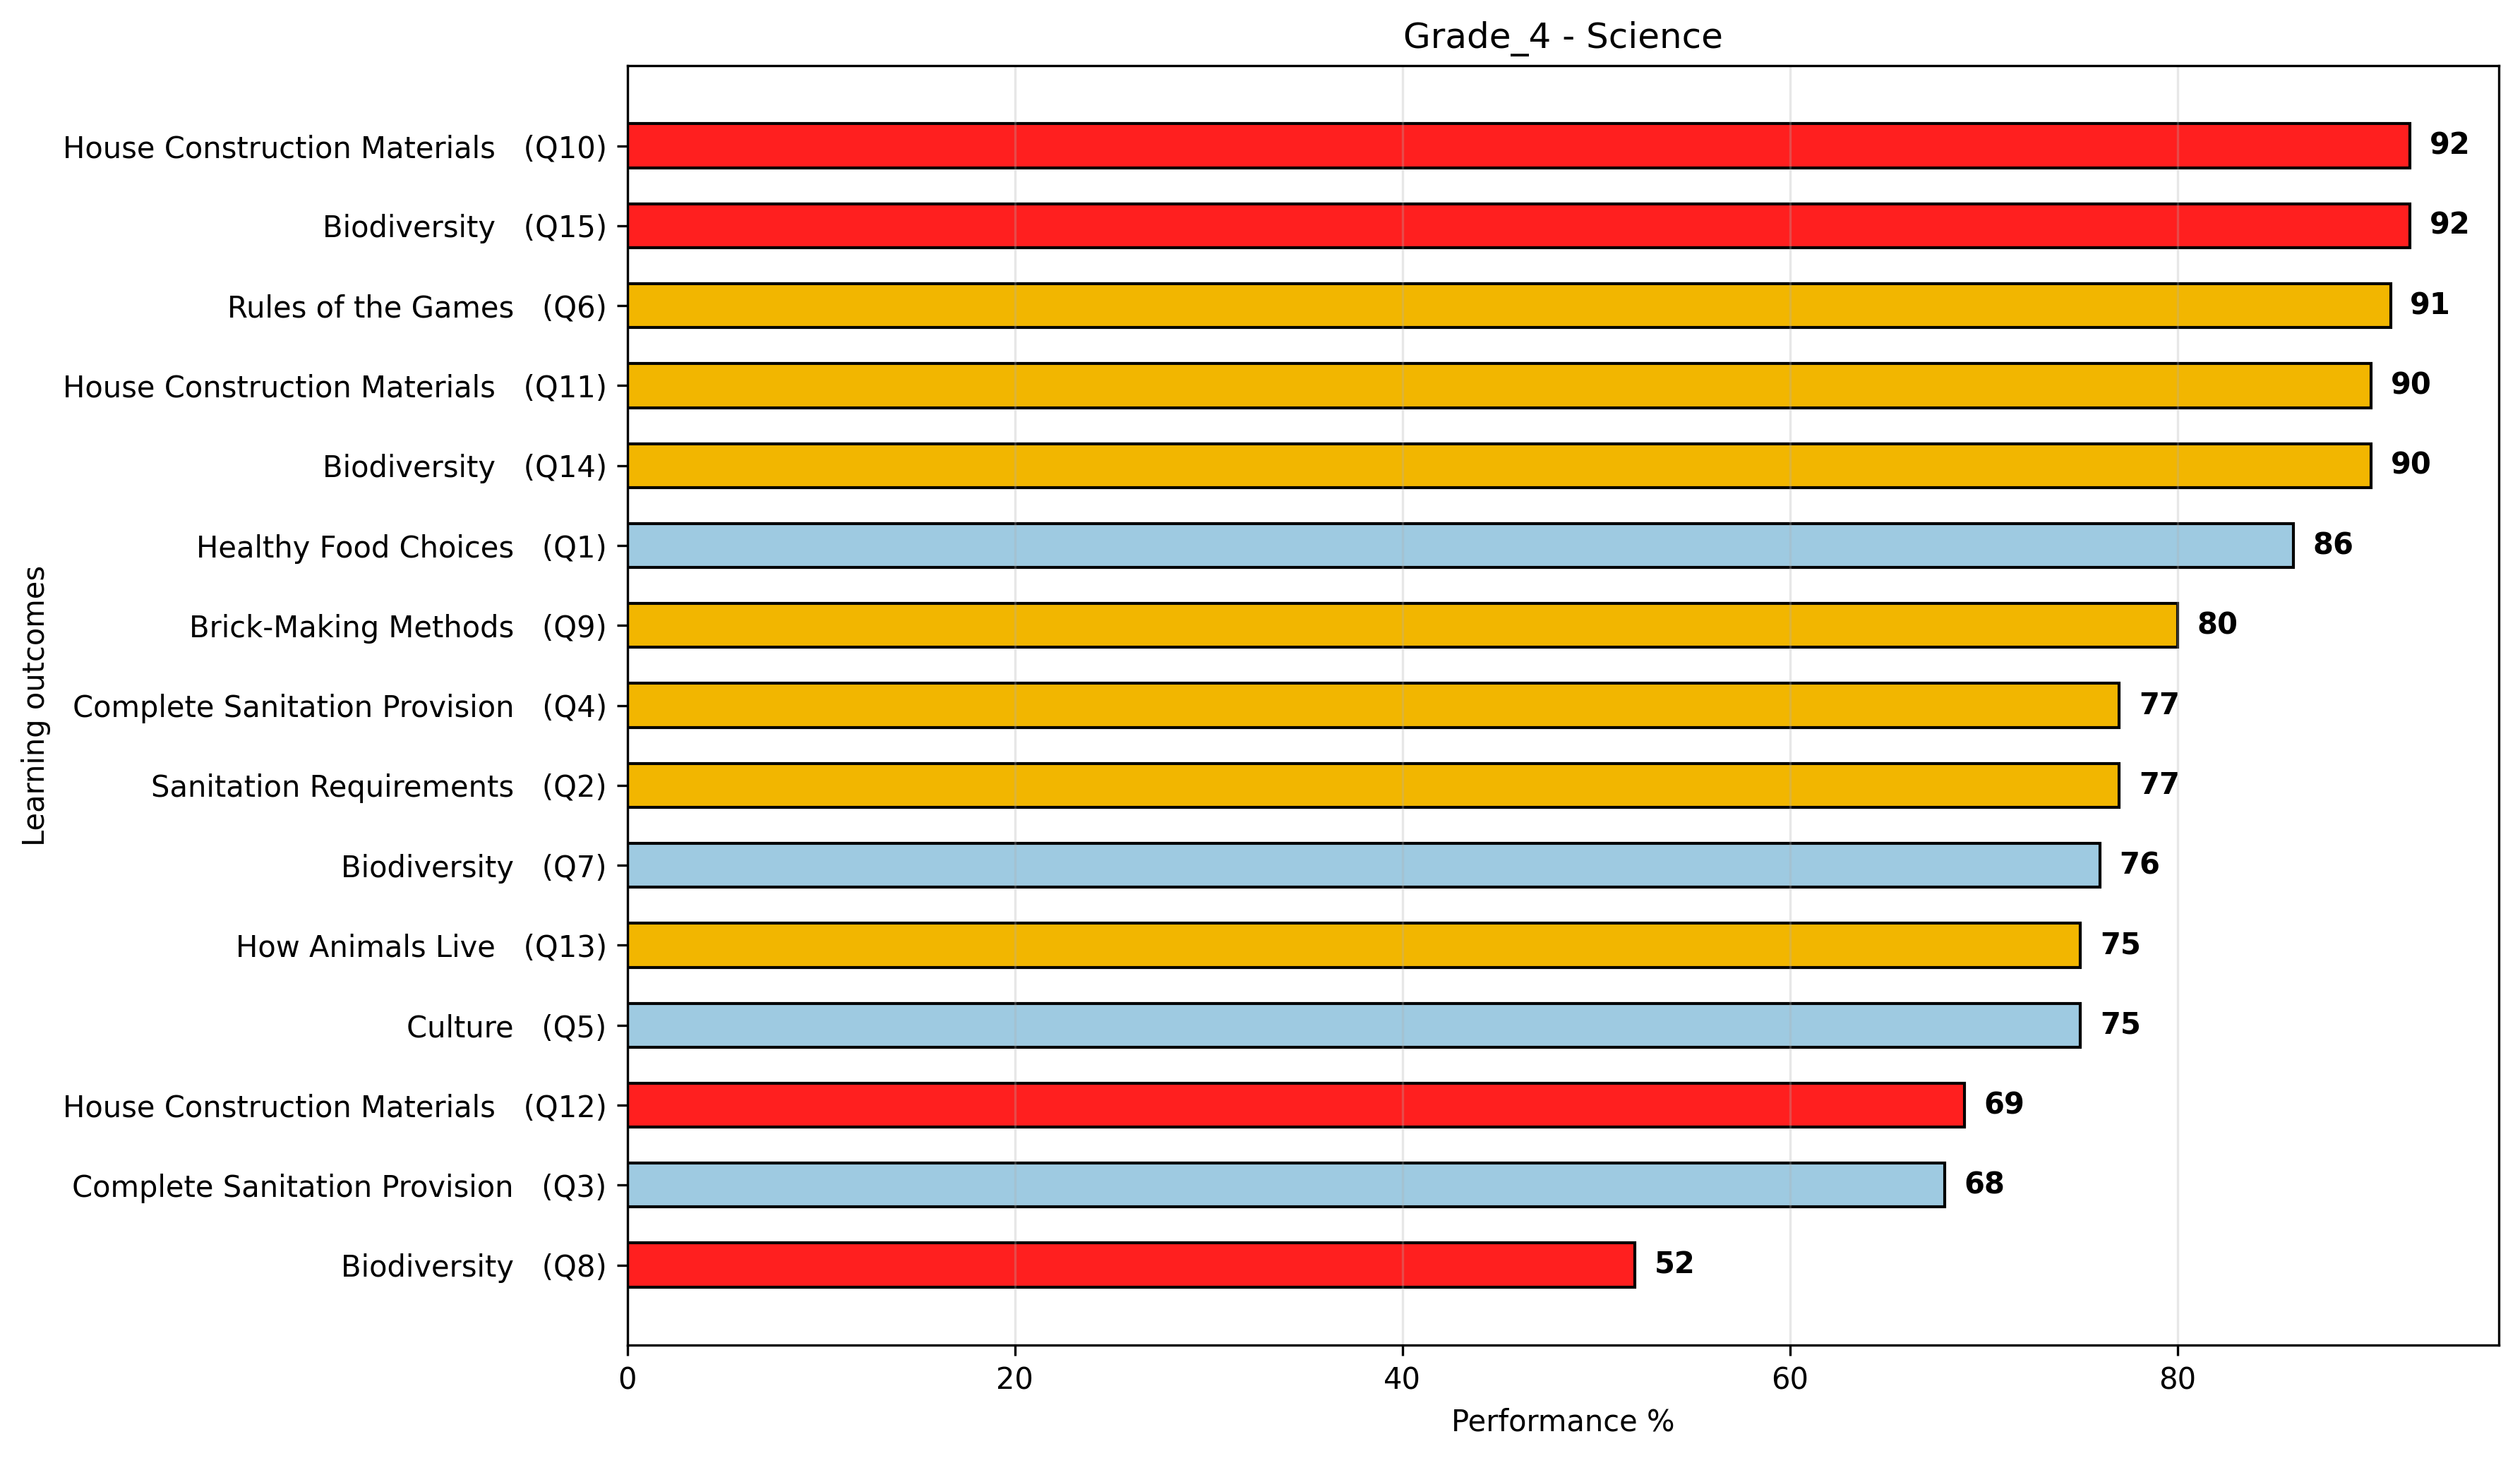 Grade_4 - Science
House Construction Materials (Q10) 92
Biodiversity (Q15) 92
Rules of the Games (Q6) 91
House Construction Materials (Q11) 90
Biodiversity (Q14) 90
Healthy Food Choices (Q1) 86
Brick-Making Methods (Q9) 80
Complete Sanitation Provision (Q4) 77
Sanitation Requirements (Q2) 77
Biodiversity (Q7) 76
How Animals Live (Q13) 75
Culture (Q5) 75
House Construction Materials (Q12) 69
Complete Sanitation Provision (Q3) 68
Biodiversity (Q8) 52
Learning outcomes
0 20 40 60 80
Performance %